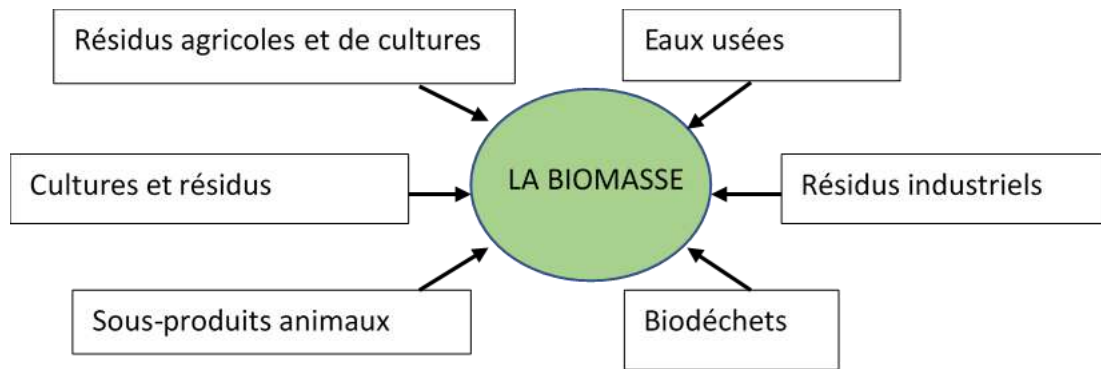 Résidus agricoles et de cultures
Eaux usées
Cultures et résidus
LA BIOMASSE
Résidus industriels
Sous-produits animaux
Biodéchets